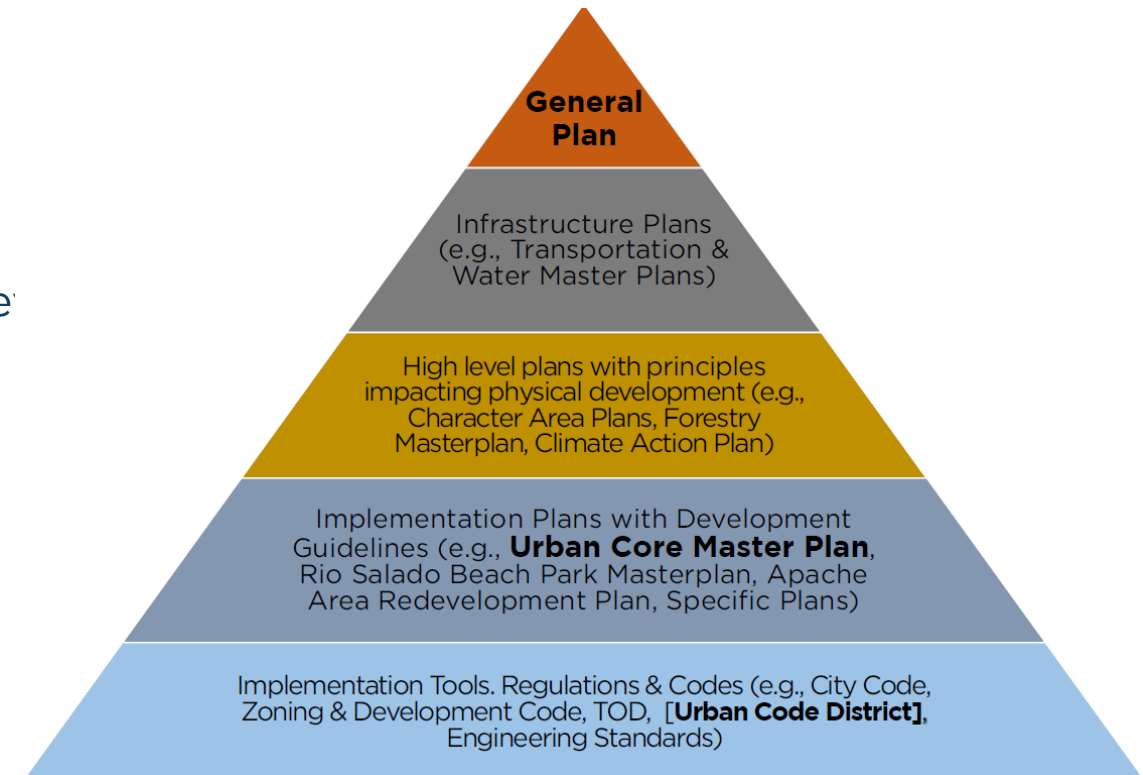 General
Plan
Infrastructure Plans
(e.g., Transportation &
Water Master Plans)
High level plans with principles
impacting physical development (e.g.,
Character Area Plans, Forestry
Masterplan, Climate Action Plan)
Implementation Plans with Development
Guidelines (e.g., Urban Core Master Plan,
Rio Salado Beach Park Masterplan, Apache
Area Redevelopment Plan, Specific Plans)
Implementation Tools. Regulations & Codes (e.g., City Code,
Zoning & Development Code, TOD, [Urban Code District],
Engineering Standards)